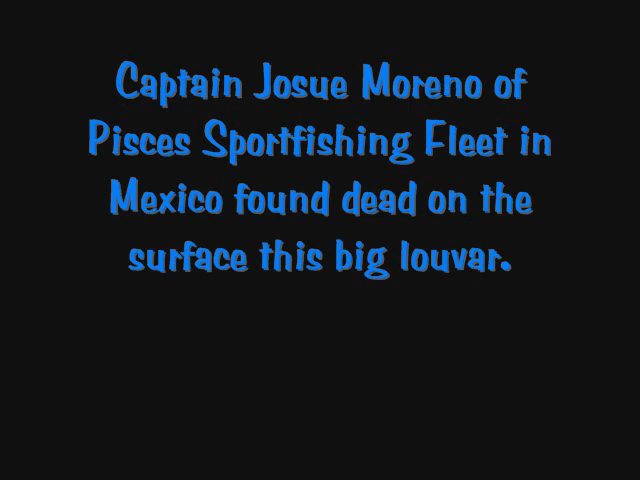 Captain Josue Moreno of
Pisces Sportfishing Fleet in
Mexico found dead on the
surface this big louvar.